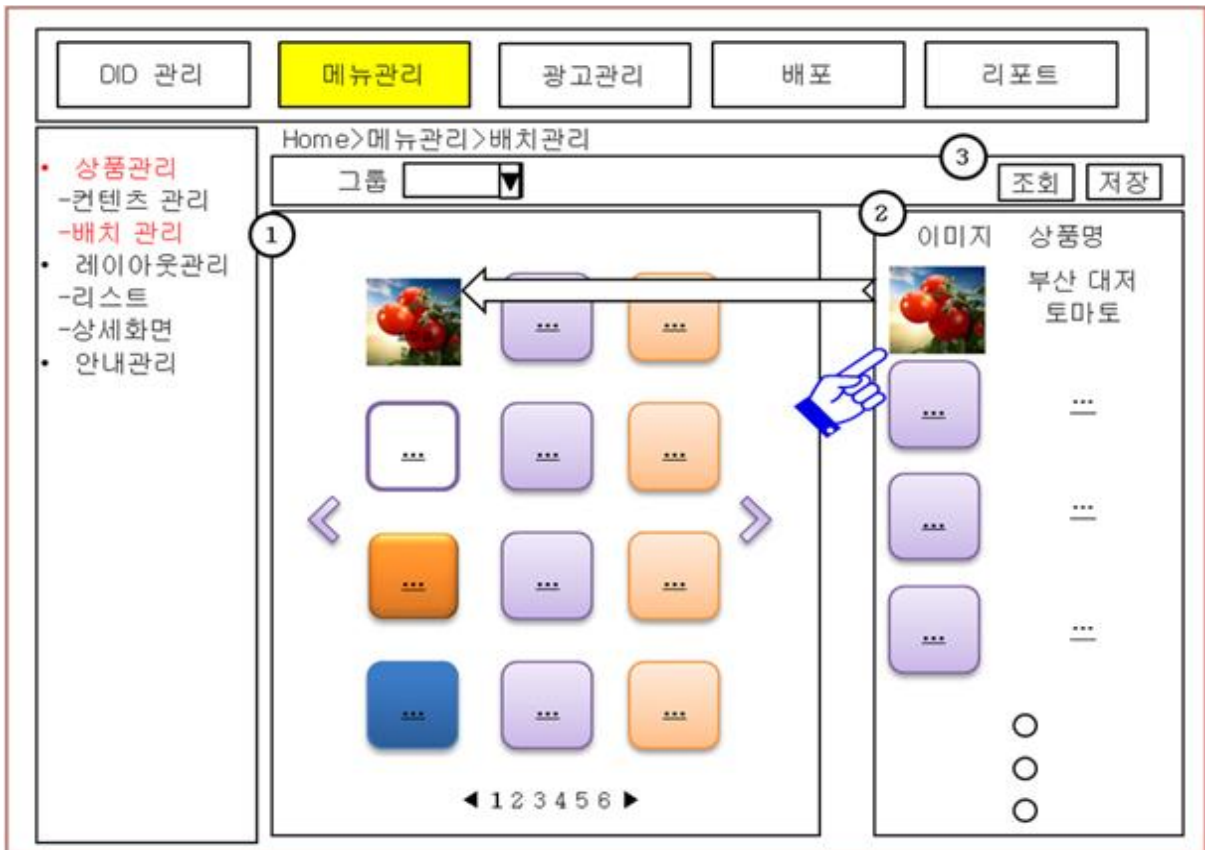 DID 관리
메뉴관리
광고관리
배포
리포트
• 상품관리
-컨텐츠 관리
-배치 관리
• 레이아웃관리
-리스트
-상세화면
• 안내관리
Home>메뉴관리>배치관리
그룹 ▼
3
조회
저장
1
...
...
...
...
...
...
...
...
...
...
...
◀ 1 2 3 4 5 6 ▶
2
이미지 상품명
부산 대저
토마토
... ...
... ...
... ...